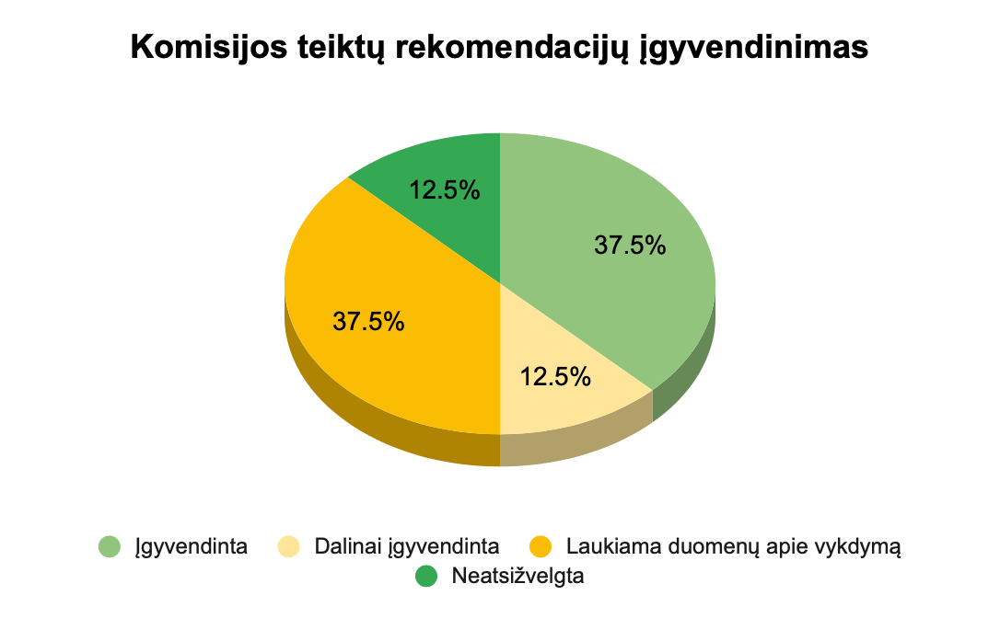 Komisijos teiktų rekomendacijų įgyvendinimas
12.5%
37.5%
37.5%
12.5%
Įgyvendinta
Dalinai įgyvendinta
Laukiama duomenų apie vykdymą
Neatsižvelgta